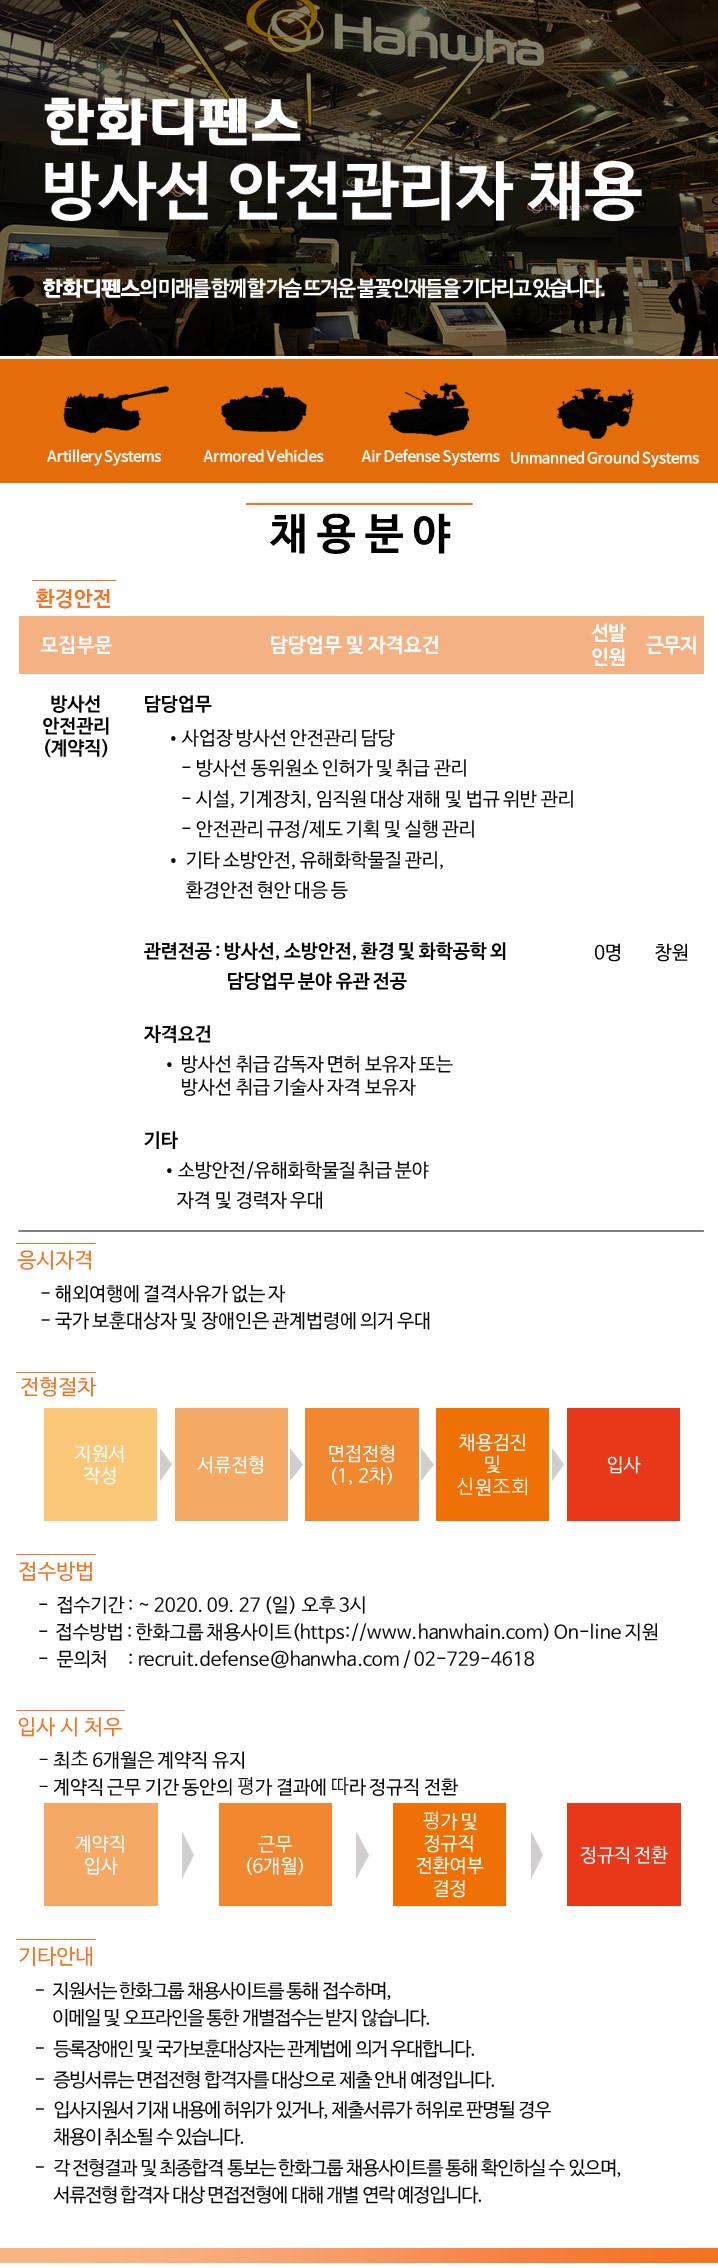 Hanwha
한화디펜스
방사선 안전관리자 채용
한화디펜스의 미래를 함께할 가슴 뜨거운 불꽃인재들을 기다리고 있습니다.
Artillery Systems
Armored Vehicles
Air Defense Systems
Unmanned Ground Systems
채용분야
환경안전
모집부문
담당업무 및 자격요건
선발
인원
근무지
방사선
안전관리
(계약직)
담당업무
• 사업장 방사선 안전관리 담당
- 방사선 동위원소 인허가 및 취급 관리
- 시설, 기계장치, 임직원 대상 재해 및 법규 위반 관리
- 안전관리 규정/제도 기획 및 실행 관리
• 기타 소방안전, 유해화학물질 관리,
환경안전 현안 대응 등
관련전공 : 방사선, 소방안전, 환경 및 화학공학 외
담당업무 분야 유관 전공
0명
창원
자격요건
• 방사선 취급 감독자 면허 보유자 또는
방사선 취급 기술사 자격 보유자
기타
• 소방안전/유해화학물질 취급 분야
자격 및 경력자 우대
응시자격
- 해외여행에 결격사유가 없는 자
- 국가 보훈대상자 및 장애인은 관계법령에 의거 우대
전형절차
지원서
작성
서류전형
면접전형
(1, 2차)
채용검진
및
신원조회
입사
접수방법
- 접수기간 : ~ 2020. 09. 27 (일) 오후 3시
- 접수방법 : 한화그룹 채용사이트(https://www.hanwhain.com) On-line 지원
- 문의처 : recruit.defense@hanwha.com / 02-729-4618
입사 시 처우
- 최초 6개월은 계약직 유지
- 계약직 근무 기간 동안의 평가 결과에 따라 정규직 전환
계약직
입사
근무
(6개월)
평가 및
정규직
전환여부
결정
정규직 전환
기타안내
- 지원서는 한화그룹 채용사이트를 통해 접수하며,
이메일 및 오프라인을 통한 개별접수는 받지 않습니다.
- 등록장애인 및 국가보훈대상자는 관계법에 의거 우대합니다.
- 증빙서류는 면접전형 합격자를 대상으로 제출 안내 예정입니다.
- 입사지원서 기재 내용에 허위가 있거나, 제출서류가 허위로 판명될 경우
채용이 취소될 수 있습니다.
- 각 전형결과 및 최종합격 통보는 한화그룹 채용사이트를 통해 확인하실 수 있으며,
서류전형 합격자 대상 면접전형에 대해 개별 연락 예정입니다.